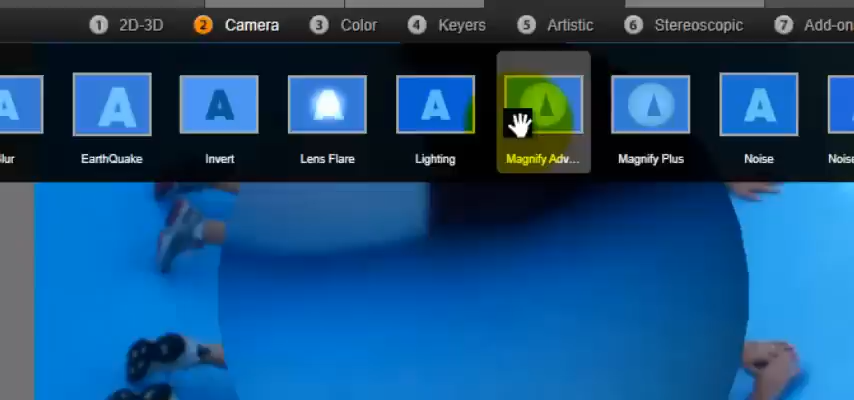 1 2D-3D 2 Camera 3 Color 4 Keyers 5 Artistic 6 Stereoscopic 7 Add-on
A A A A A A A A
EarthQuake Invert Lens Flare Lighting Magnify Adv... Magnify Plus Noise